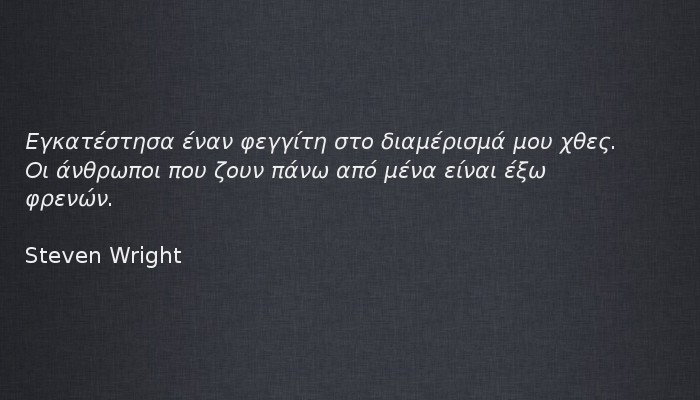 Εγκατέστησα έναν φεγγίτη στο διαμέρισμά μου χθες.
Οι άνθρωποι που ζουν πάνω από μένα είναι έξω
φρενών.
Steven Wright